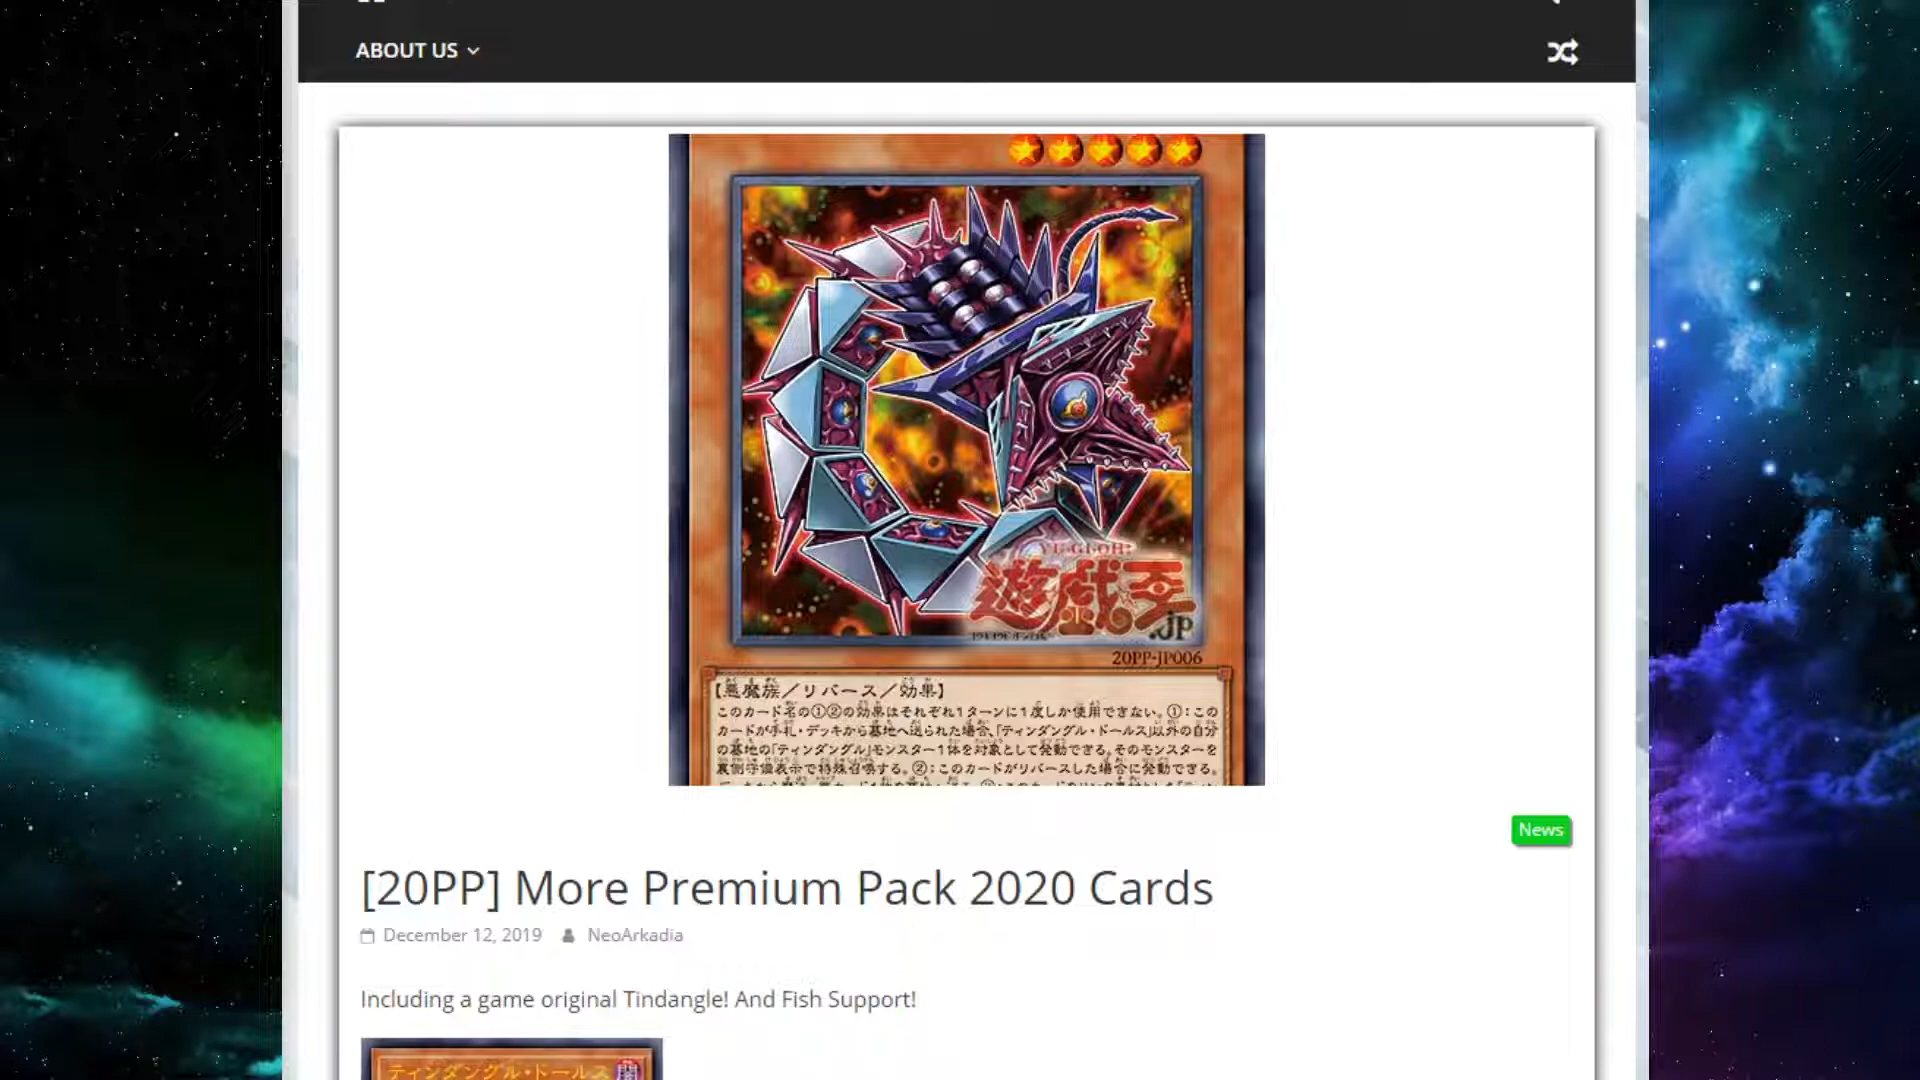 ABOUT US
YU-GI-OH!
遊戯王
.JP
20PP-JP006
【悪魔族／リバース／効果】
このカード名の①②の効果はそれぞれ1ターンに1度しか使用できない。①：この
カードが手札・デッキから墓地へ送られた場合、「ティンダングル・ドールス」以外の自分
の墓地の「ティンダングル」モンスター1体を対象として発動できる。そのモンスターを
裏側守備表示で特殊召喚する。②：このカードがリバースした場合に発動できる。
News
[20PP] More Premium Pack 2020 Cards
December 12, 2019 NeoArkadia
Including a game original Tindangle! And Fish Support!
ティンダングル・ドールス 闇